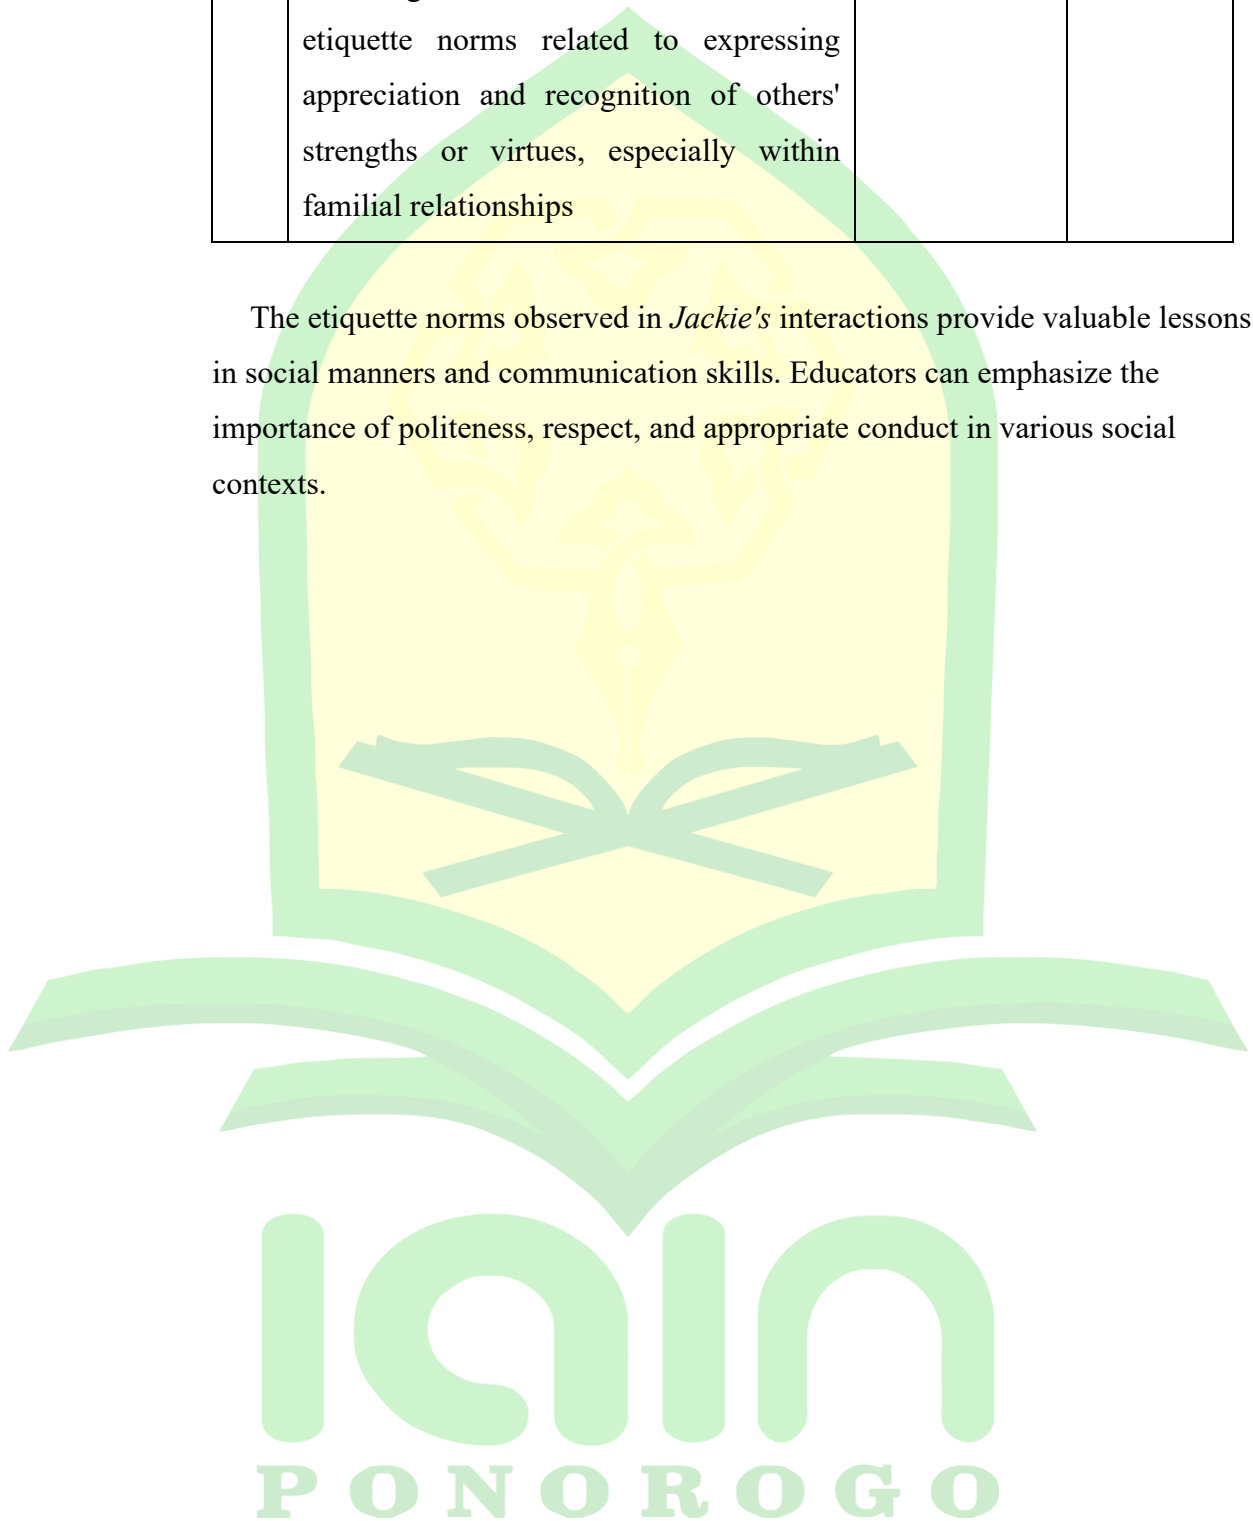 etiquette norms related to expressing
appreciation and recognition of others'
strengths or virtues, especially within
familial relationships
The etiquette norms observed in Jackie's interactions provide valuable lessons
in social manners and communication skills. Educators can emphasize the
importance of politeness, respect, and appropriate conduct in various social
contexts.
iain
PONOROGO